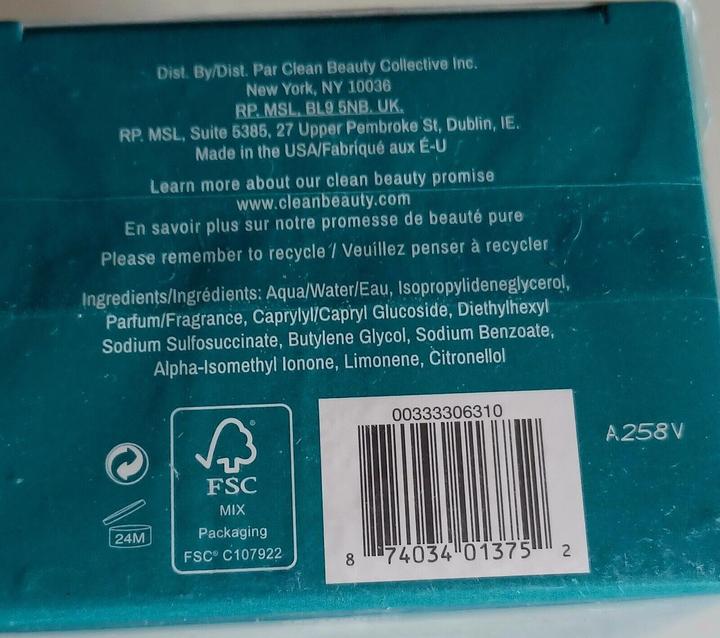 Dist. By/Dist. Par Clean Beauty Collective Inc.
New York, NY 10036
RP. MSL, BL9 5NB. UK.
RP. MSL, Suite 5385, 27 Upper Pembroke St, Dublin, IE.
Made in the USA/Fabriqué aux É-U
Learn more about our clean beauty promise
www.cleanbeauty.com
En savoir plus sur notre promesse de beauté pure
Please remember to recycle / Veuillez penser à recycler
Ingredients/Ingrédients: Aqua/Water/Eau, Isopropylideneglycerol,
Parfum/Fragrance, Caprylyl/Capryl Glucoside, Diethylhexyl
Sodium Sulfosuccinate, Butylene Glycol, Sodium Benzoate,
Alpha-Isomethyl Ionone, Limonene, Citronellol
00333306310
A258V
FSC
MIX
Packaging
FSC® C107922
24M
8 74034 01375 2